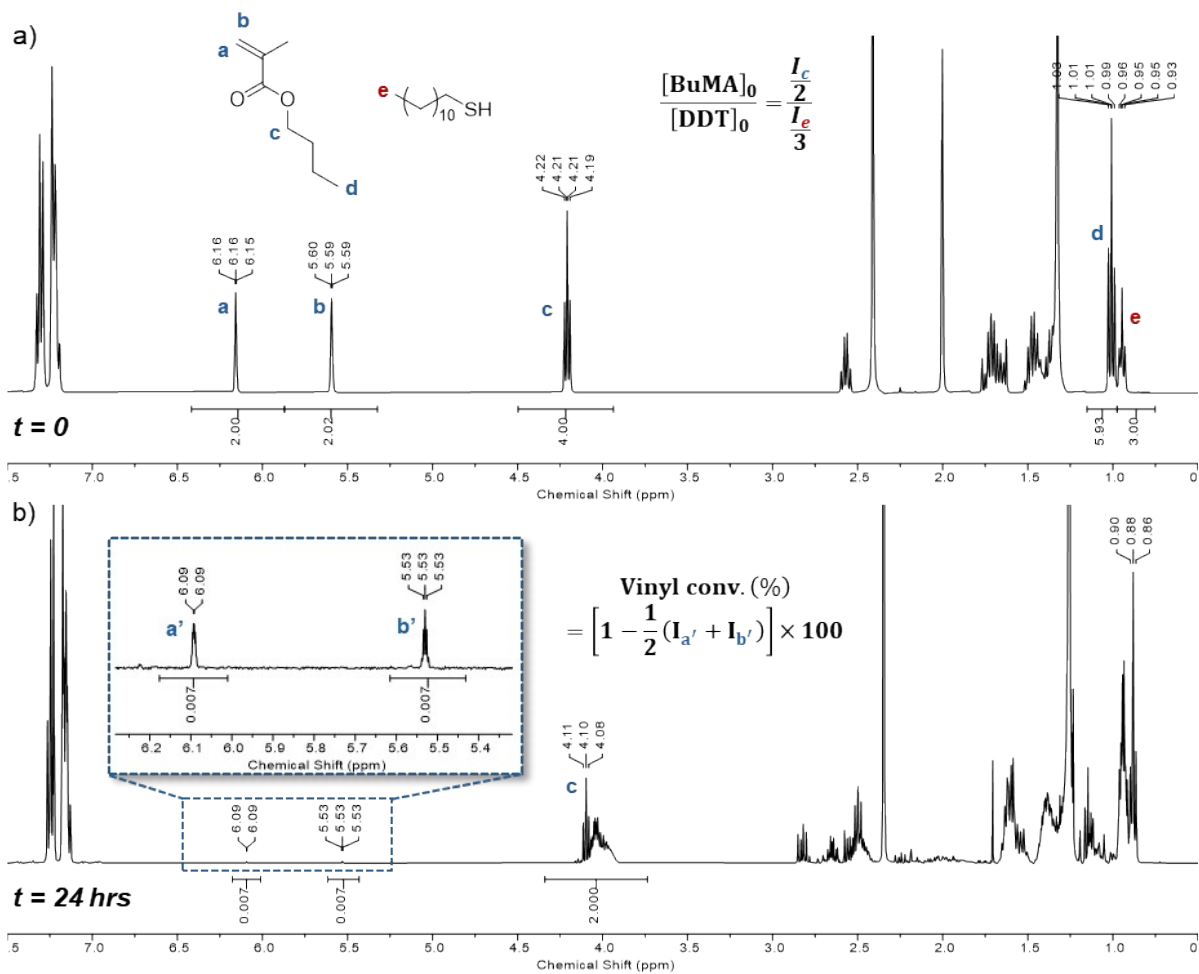 a)
b
a
O
O
c
d
e
10
SH
[BuMA]0 / [DDT]0 = (Ic / 2) / (Ie / 3)
1.03 1.01 1.01 0.99 0.96 0.95 0.95 0.93
4.22 4.21 4.21 4.19
6.16 6.16 6.15
5.60 5.59 5.59
a
b
c
d
e
t = 0
2.00 2.02 4.00 5.93 3.00
7.0 6.5 6.0 5.5 5.0 4.5 4.0 3.5 3.0 2.5 2.0 1.5 1.0
Chemical Shift (ppm)
b)
6.09 6.09
5.53 5.53 5.53
a'
b'
0.007 0.007
6.2 6.1 6.0 5.9 5.8 5.7 5.6 5.5 5.4
Chemical Shift (ppm)
Vinyl conv. (%)
= [1 − 1/2 (Ia' + Ib')] × 100
0.90 0.88 0.86
4.11 4.10 4.08
c
6.09 6.09
5.53 5.53 5.53
t = 24 hrs
0.007 0.007 2.000
7.0 6.5 6.0 5.5 5.0 4.5 4.0 3.5 3.0 2.5 2.0 1.5 1.0
Chemical Shift (ppm)